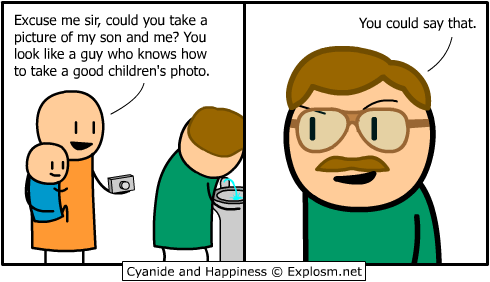 Excuse me sir, could you take a
picture of my son and me? You
look like a guy who knows how
to take a good children's photo.
You could say that.
Cyanide and Happiness © Explosm.net